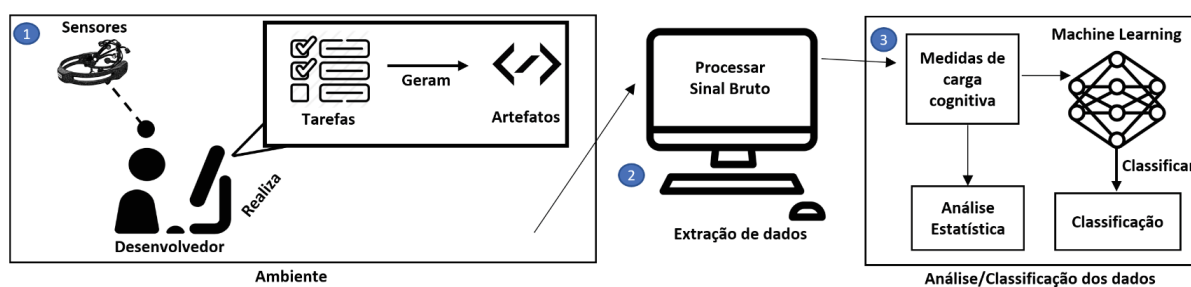 1
Sensores
Tarefas
Geram
Artefatos
Realiza
Desenvolvedor
Ambiente
2
Processar
Sinal Bruto
Extração de dados
3
Medidas de
carga
cognitiva
Machine Learning
Classificar
Análise
Estatística
Classificação
Análise/Classificação dos dados